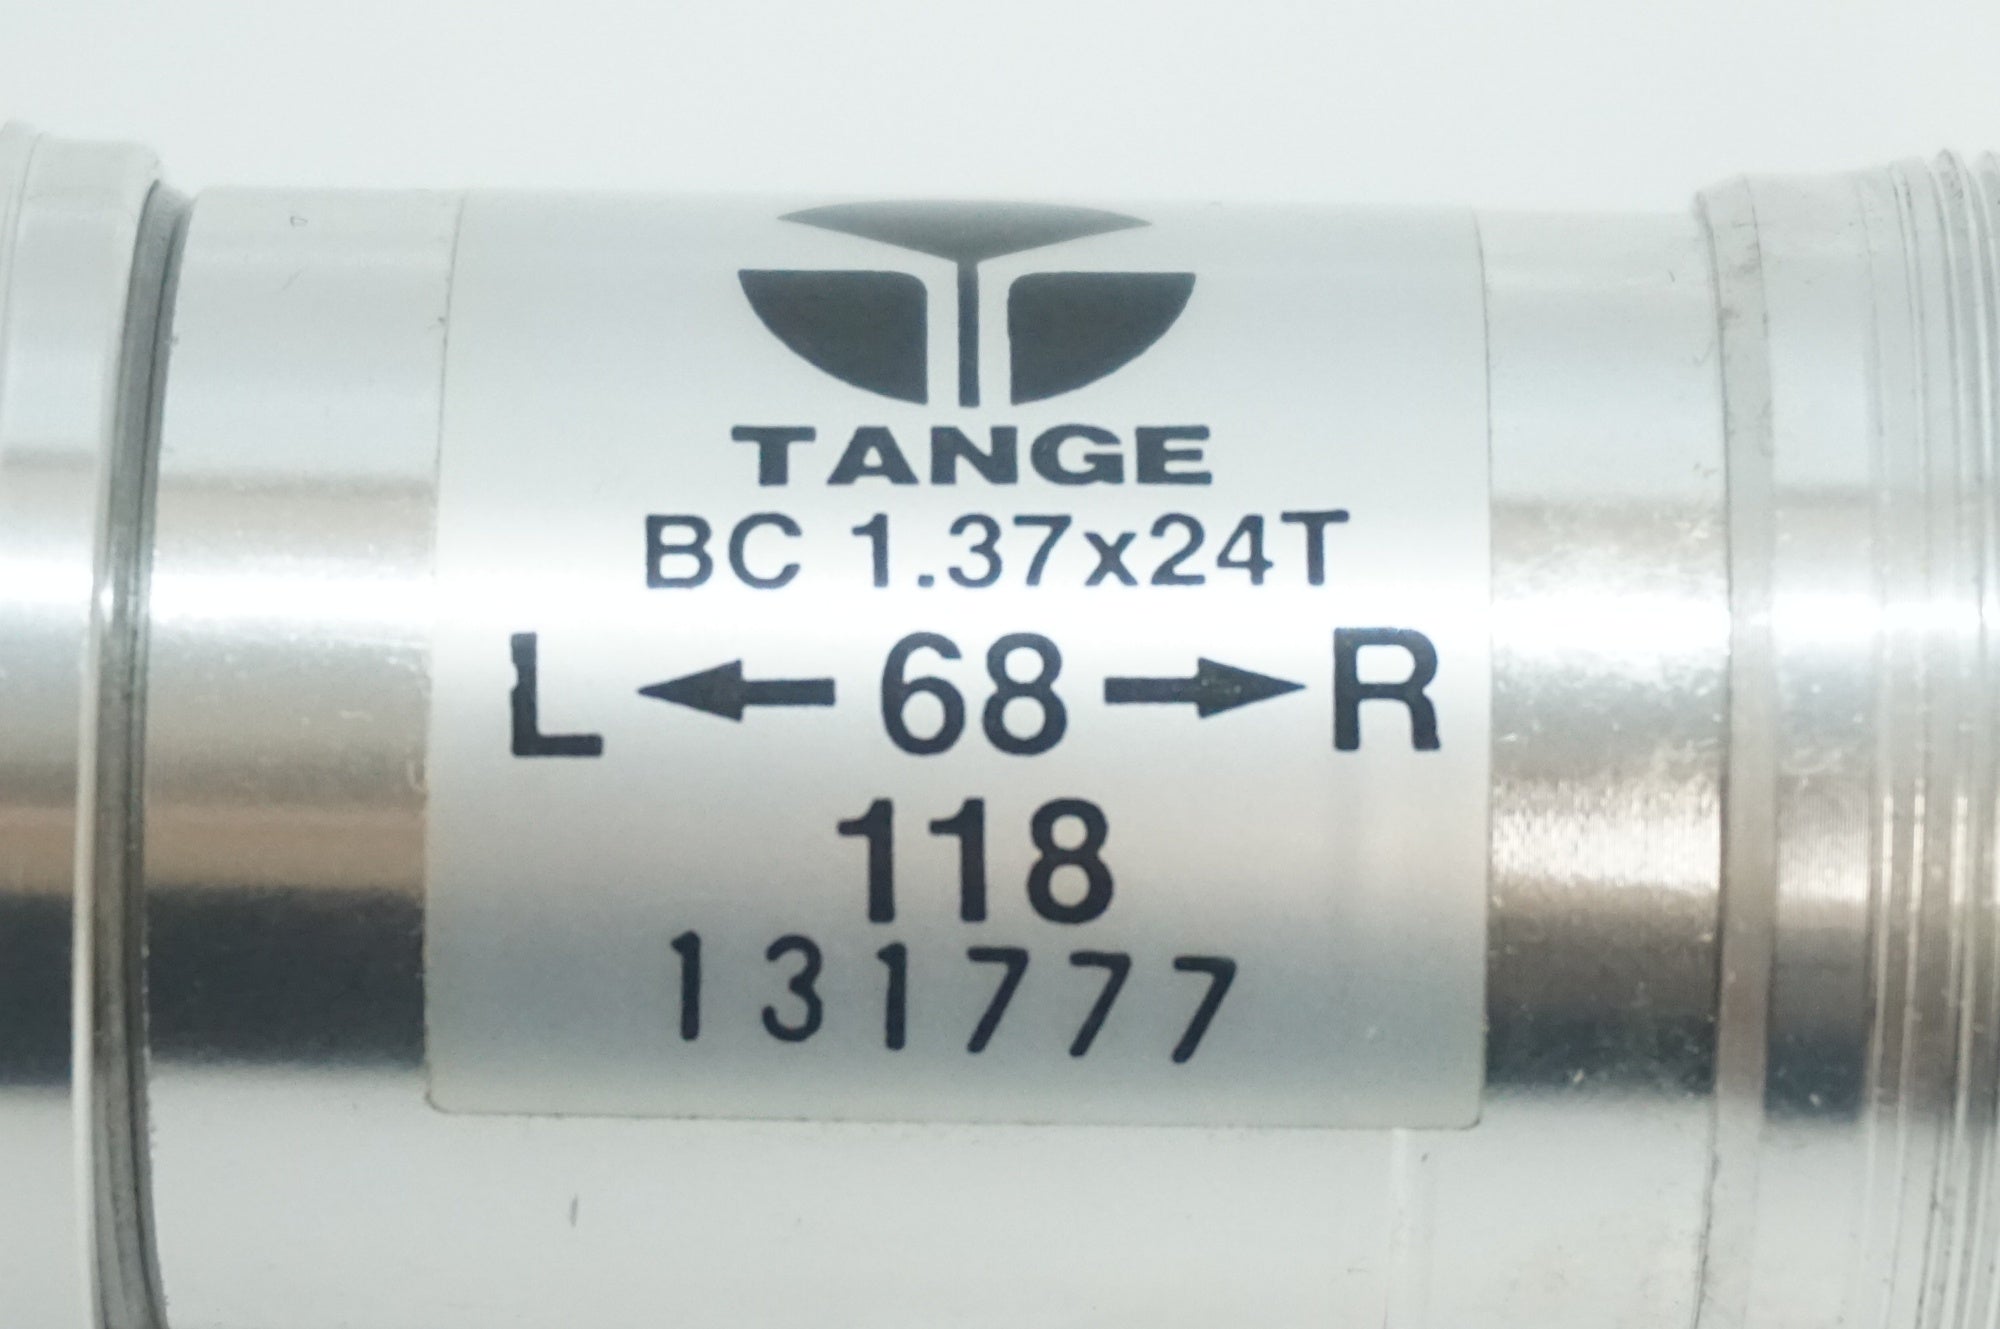 TANGE
BC 1.37x24T
L ← 68 → R
118
131777